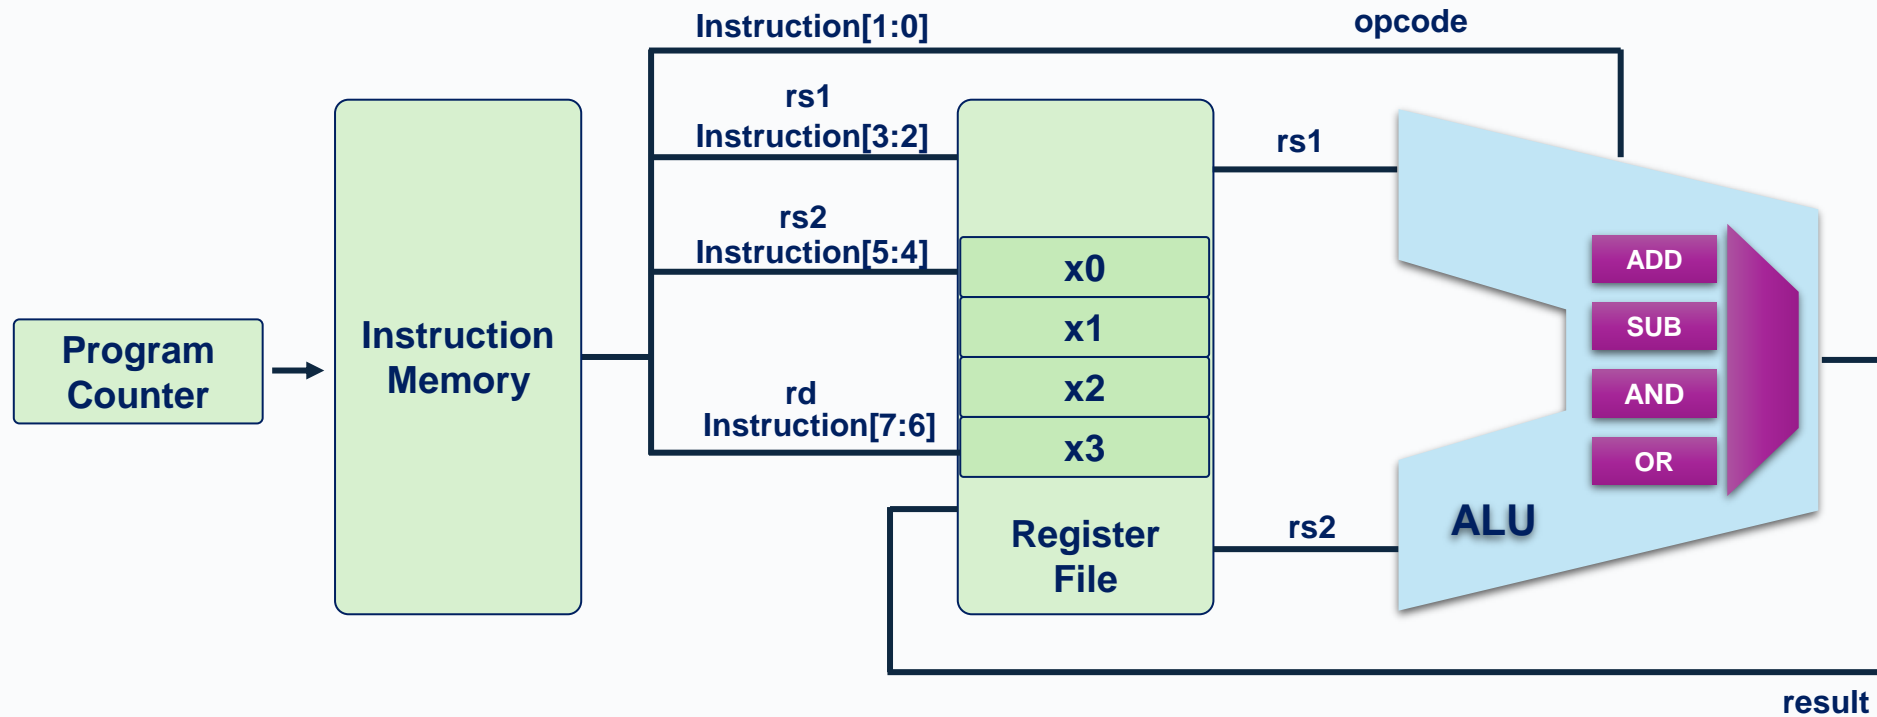 Instruction[1:0]
opcode
rs1
Instruction[3:2]
rs1
rs2
Instruction[5:4]
x0
x1
x2
x3
ADD
SUB
AND
OR
Program
Counter
Instruction
Memory
rd
Instruction[7:6]
Register
File
rs2
ALU
result